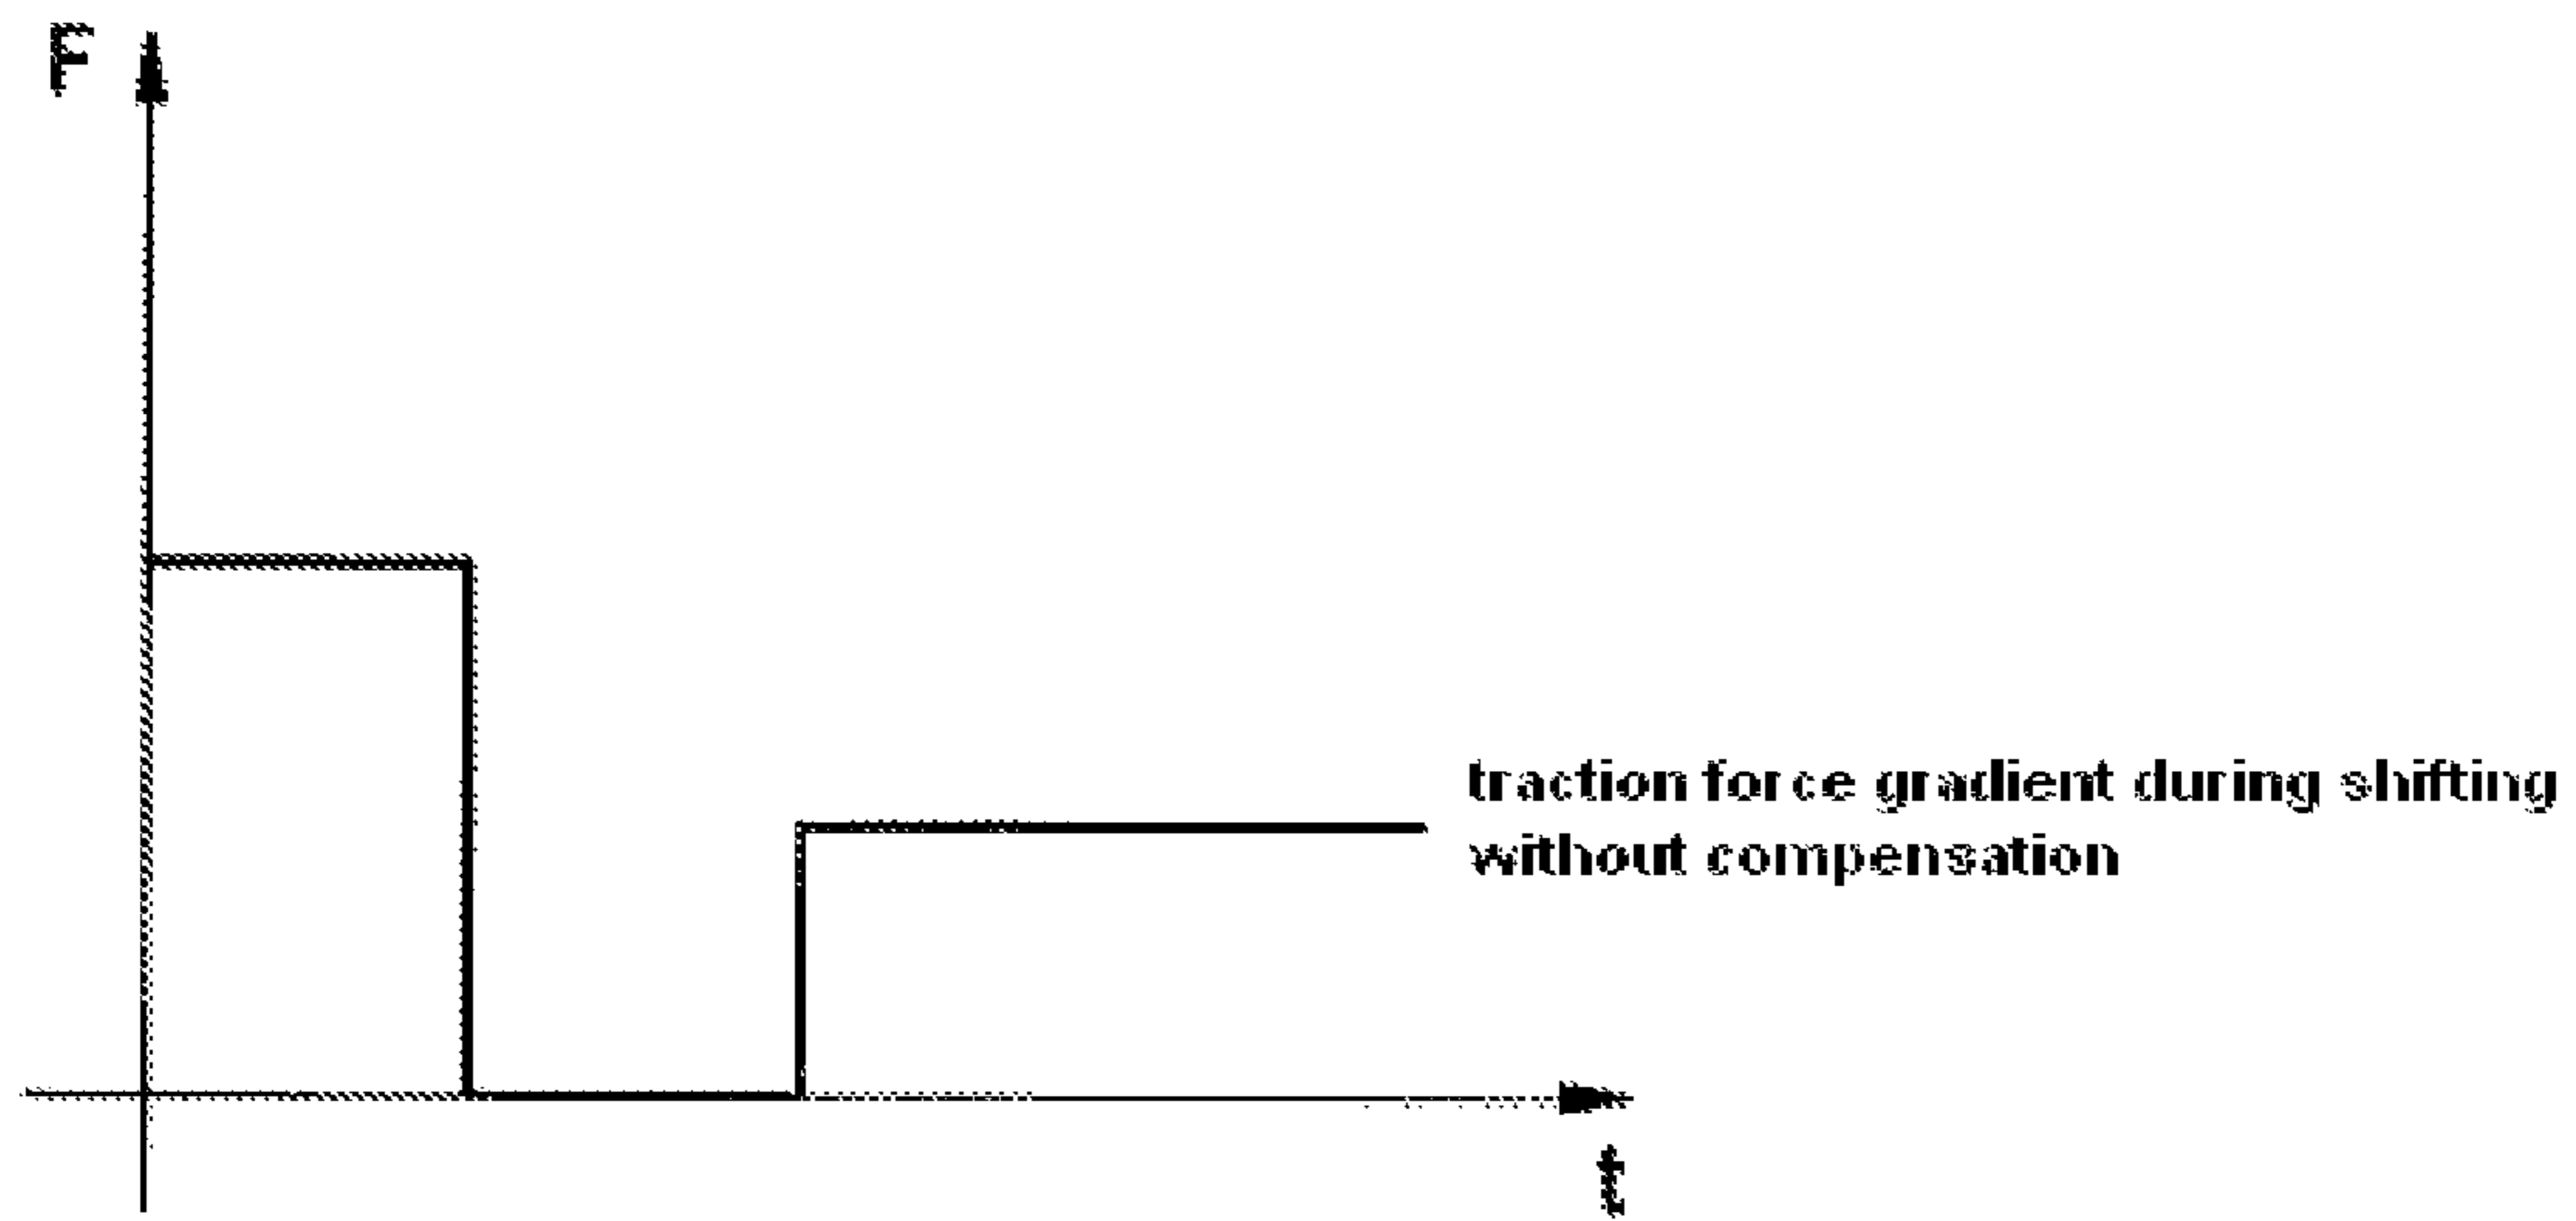 F
traction force gradient during shifting
without compensation
t